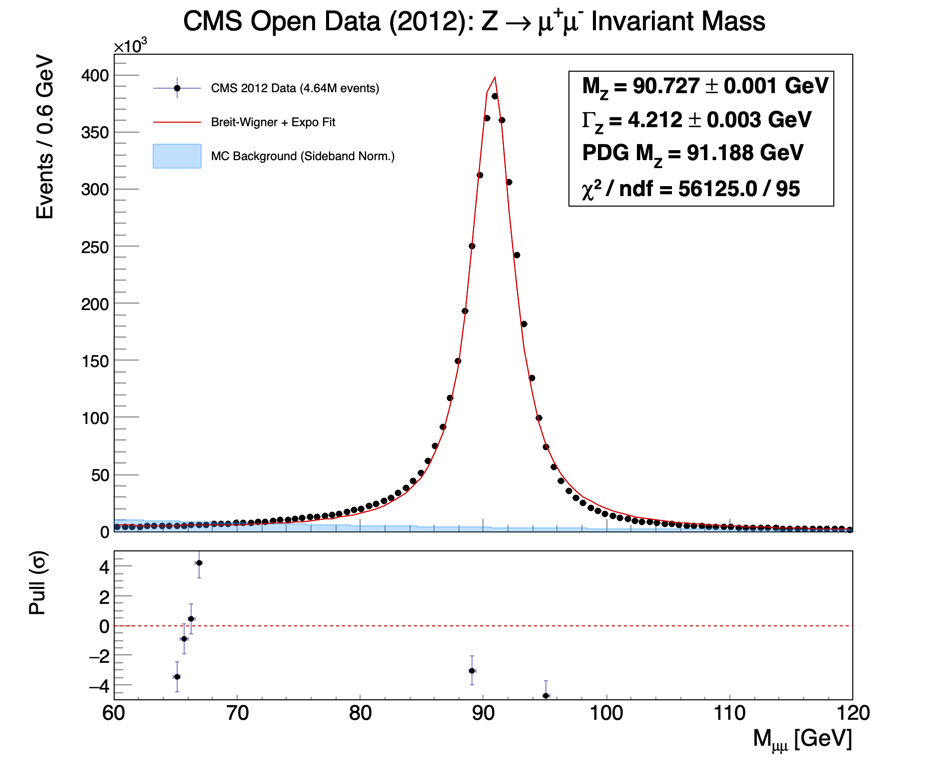 CMS Open Data (2012): Z → μ⁺μ⁻ Invariant Mass
×10³
Events / 0.6 GeV
400
350
300
250
200
150
100
50
0
CMS 2012 Data (4.64M events)
Breit-Wigner + Expo Fit
MC Background (Sideband Norm.)
M_Z = 90.727 ± 0.001 GeV
Γ_Z = 4.212 ± 0.003 GeV
PDG M_Z = 91.188 GeV
χ² / ndf = 56125.0 / 95
Pull (σ)
4
2
0
−2
−4
60 70 80 90 100 110 120
M_μμ [GeV]